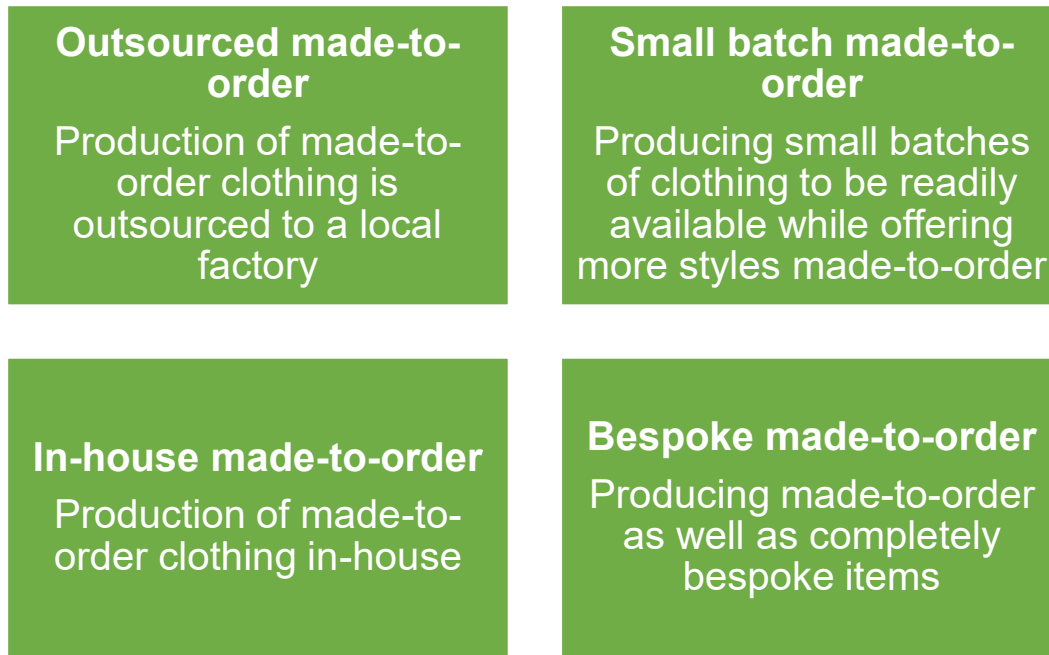 Outsourced made-to-
order
Production of made-to-
order clothing is
outsourced to a local
factory
Small batch made-to-
order
Producing small batches
of clothing to be readily
available while offering
more styles made-to-order
In-house made-to-order
Production of made-to-
order clothing in-house
Bespoke made-to-order
Producing made-to-order
as well as completely
bespoke items